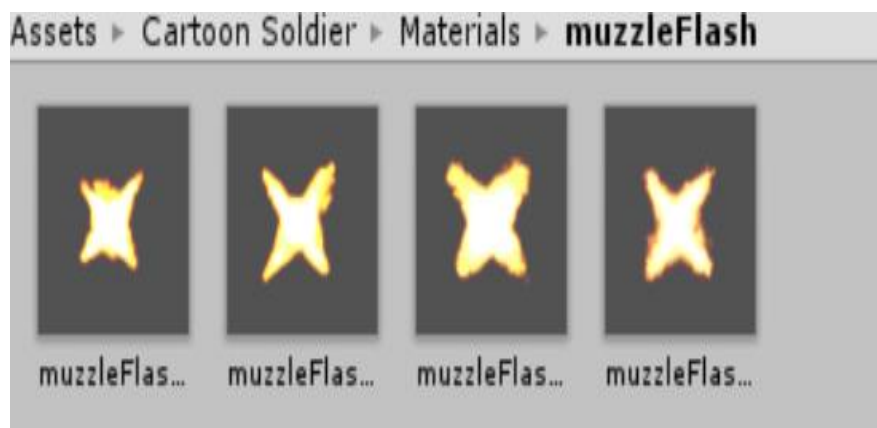 Assets ▸ Cartoon Soldier ▸ Materials ▸ muzzleFlash
muzzleFlas... muzzleFlas... muzzleFlas... muzzleFlas...